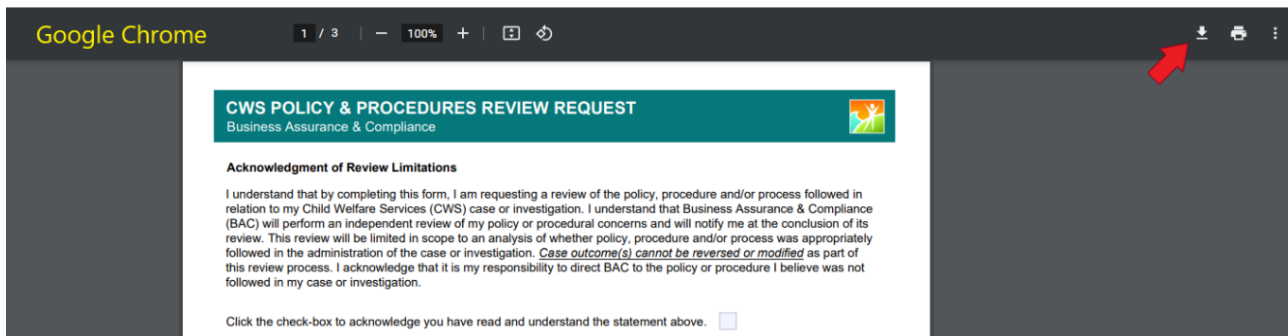 Google Chrome
1 / 3
100%
CWS POLICY & PROCEDURES REVIEW REQUEST
Business Assurance & Compliance
Acknowledgment of Review Limitations
I understand that by completing this form, I am requesting a review of the policy, procedure and/or process followed in
relation to my Child Welfare Services (CWS) case or investigation. I understand that Business Assurance & Compliance
(BAC) will perform an independent review of my policy or procedural concerns and will notify me at the conclusion of its
review. This review will be limited in scope to an analysis of whether policy, procedure and/or process was appropriately
followed in the administration of the case or investigation. Case outcome(s) cannot be reversed or modified as part of
this review process. I acknowledge that it is my responsibility to direct BAC to the policy or procedure I believe was not
followed in my case or investigation.
Click the check-box to acknowledge you have read and understand the statement above.